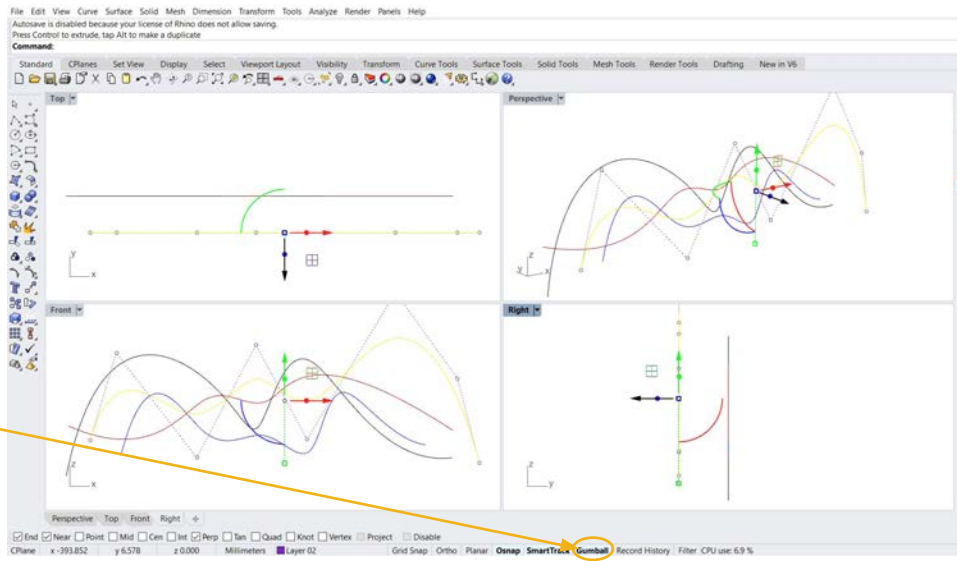 File Edit View Curve Surface Solid Mesh Dimension Transform Tools Analyze Render Panels Help
Autosave is disabled because your license of Rhino does not allow saving.
Press Control to extrude, tap Alt to make a duplicate
Command:
Standard CPlanes Set View Display Select Viewport Layout Visibility Transform Curve Tools Surface Tools Solid Tools Mesh Tools Render Tools Drafting New in V6
Top
Perspective
y
x
z
y
x
Front
Right
z
x
z
y
Perspective Top Front Right
End Near Point Mid Cen Int Perp Tan Quad Knot Vertex Project Disable
CPlane x -393.852 y 6.578 z 0.000 Millimeters Layer 02 Grid Snap Ortho Planar Osnap SmartTrack Gumball Record History Filter CPU use: 6.9 %